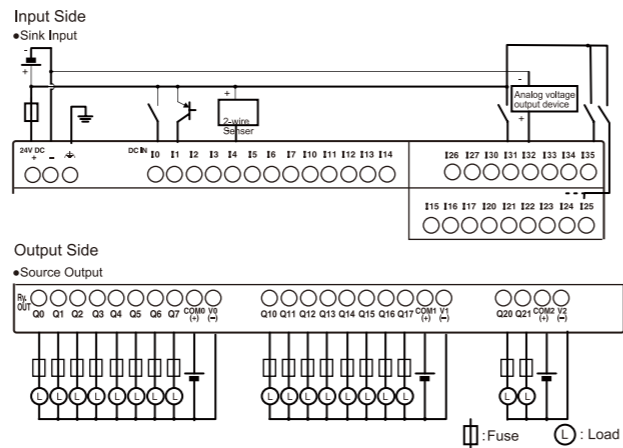 Input Side
●Sink Input
-
+
+
2-wire
Senser
-
Analog voltage
output device
+
24V DC
+ -
DC IN I0 I1 I2 I3 I4 I5 I6 I7 I10 I11 I12 I13 I14
I26 I27 I30 I31 I32 I33 I34 I35
I15 I16 I17 I20 I21 I22 I23 I24 I25
Output Side
●Source Output
Ry. OUT
Q0 Q1 Q2 Q3 Q4 Q5 Q6 Q7 COM0 (+) V0 (-)
Q10 Q11 Q12 Q13 Q14 Q15 Q16 Q17 COM1 (+) V1 (-)
Q20 Q21 COM2 (+) V2 (-)
L L L L L L L L
L L L L L L L L
L L
:Fuse
L : Load